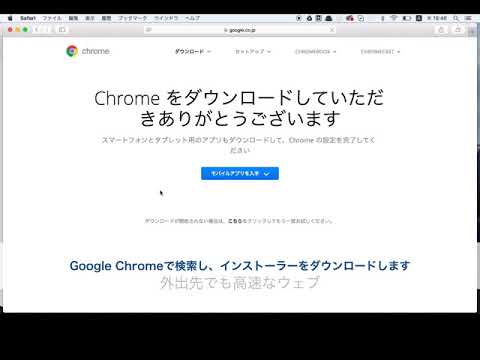 Safari ファイル 編集 表示 履歴 ブックマーク ウインドウ ヘルプ
google.co.jp
chrome ダウンロード セットアップ CHROMEBOOK CHROMECAST
Chrome をダウンロードしていただ
きありがとうございます
スマートフォンとタブレット用のアプリもダウンロードして、Chrome の設定を完了してく
ださい
モバイルアプリを入手
ダウンロードが開始されない場合は、こちらをクリックしてもう一度お試しください。
Google Chromeで検索し、インストーラーをダウンロードします
外出先でも高速なウェブ